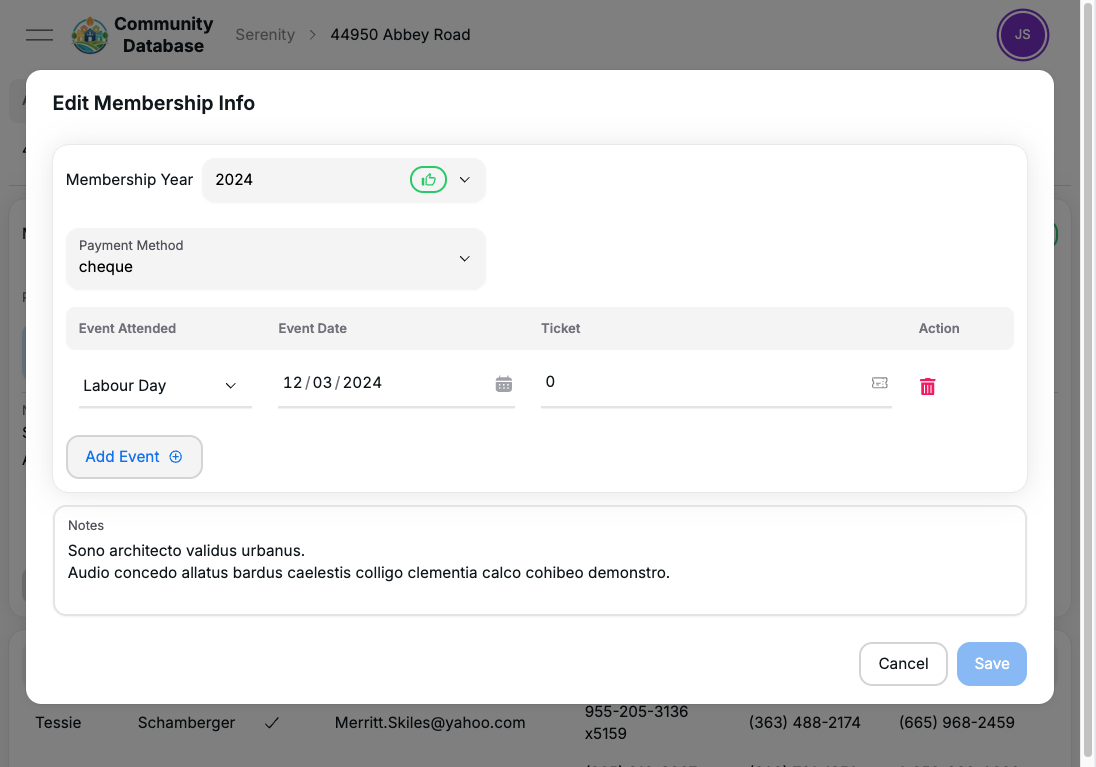 Community
Database
Serenity > 44950 Abbey Road
JS
Edit Membership Info
Membership Year 2024
Payment Method
cheque
Event Attended Event Date Ticket Action
Labour Day 12/03/2024 0
Add Event
Notes
Sono architecto validus urbanus.
Audio concedo allatus bardus caelestis colligo clementia calco cohibeo demonstro.
Cancel Save
Tessie Schamberger Merritt.Skiles@yahoo.com 955-205-3136 (363) 488-2174 (665) 968-2459
x5159